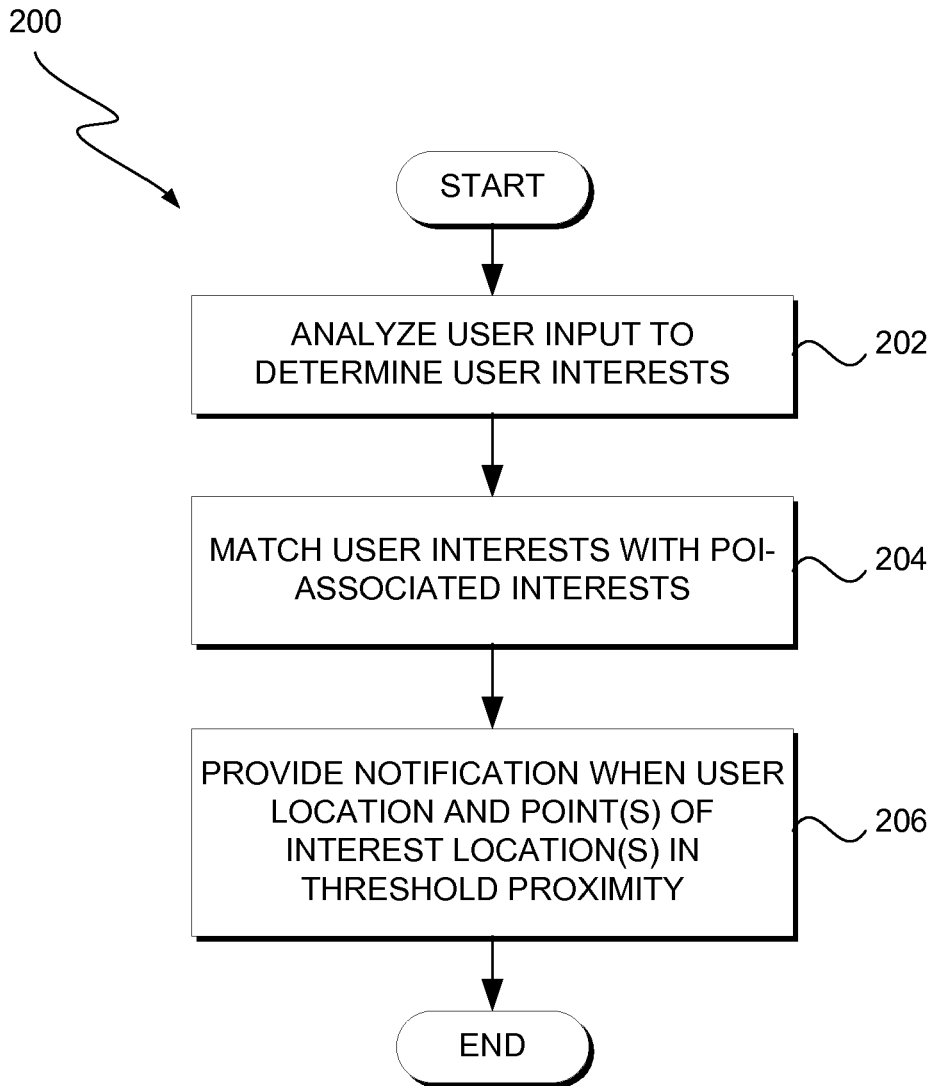 200
START
ANALYZE USER INPUT TO
DETERMINE USER INTERESTS
202
MATCH USER INTERESTS WITH POI-
ASSOCIATED INTERESTS
204
PROVIDE NOTIFICATION WHEN USER
LOCATION AND POINT(S) OF
INTEREST LOCATION(S) IN
THRESHOLD PROXIMITY
206
END